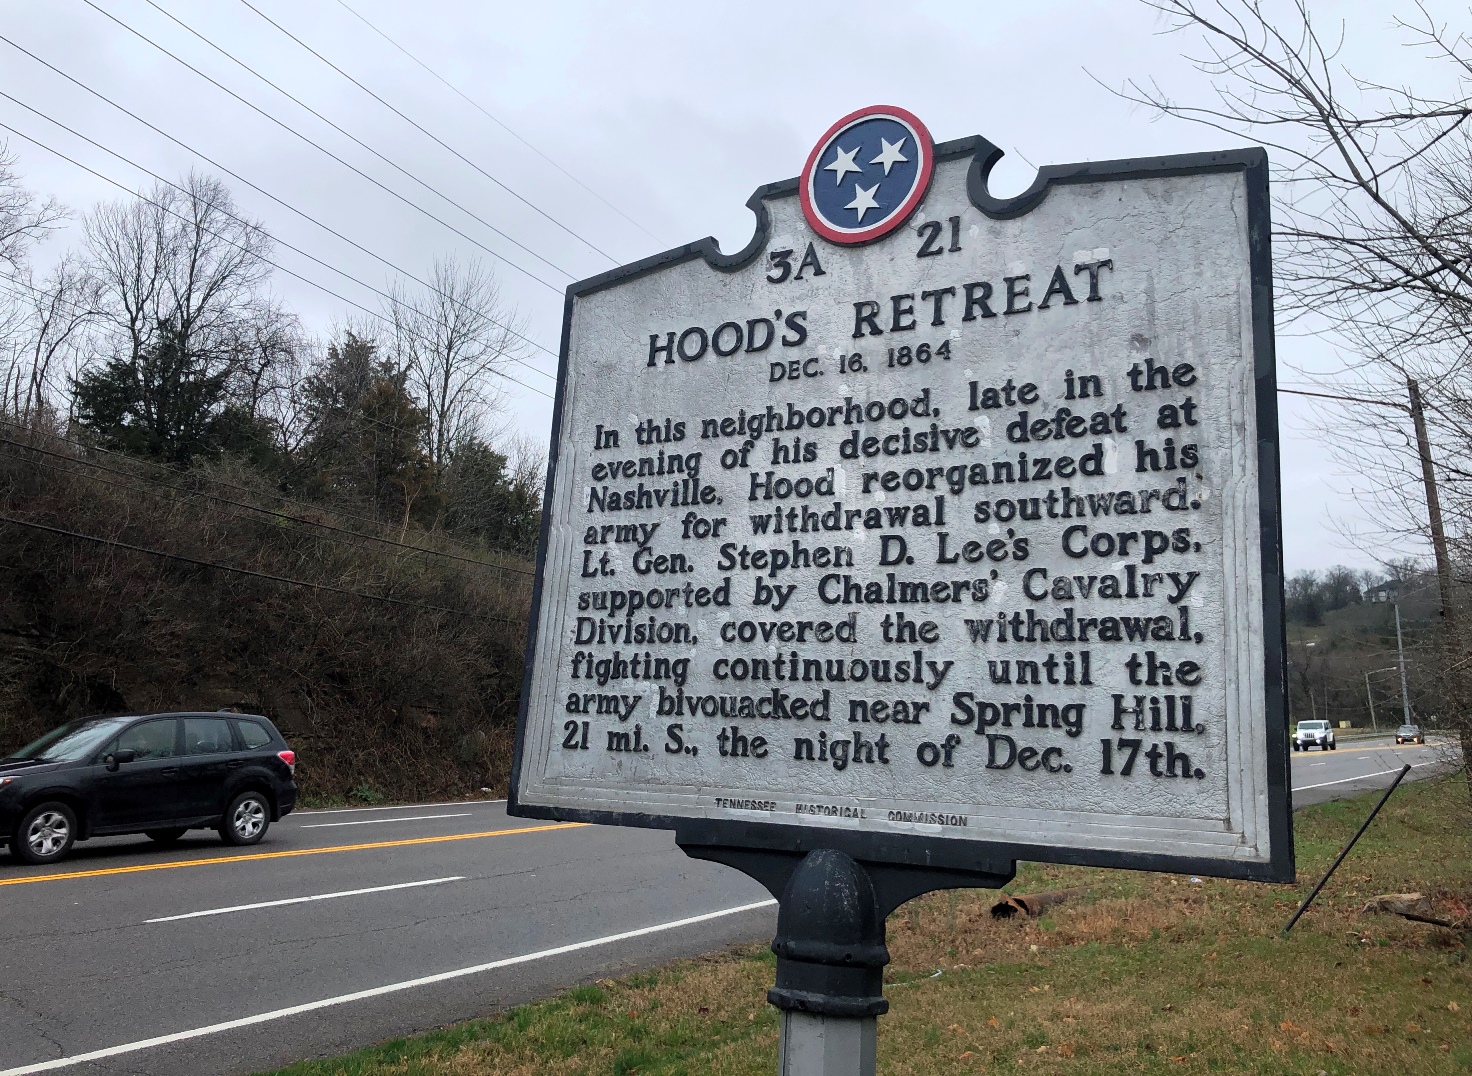 3A 21
HOOD'S RETREAT
DEC. 16, 1864
In this neighborhood, late in the
evening of his decisive defeat at
Nashville, Hood reorganized his
army for withdrawal southward.
Lt. Gen. Stephen D. Lee's Corps,
supported by Chalmers' Cavalry
Division, covered the withdrawal,
fighting continuously until the
army bivouacked near Spring Hill,
21 mi. S., the night of Dec. 17th.
TENNESSEE HISTORICAL COMMISSION